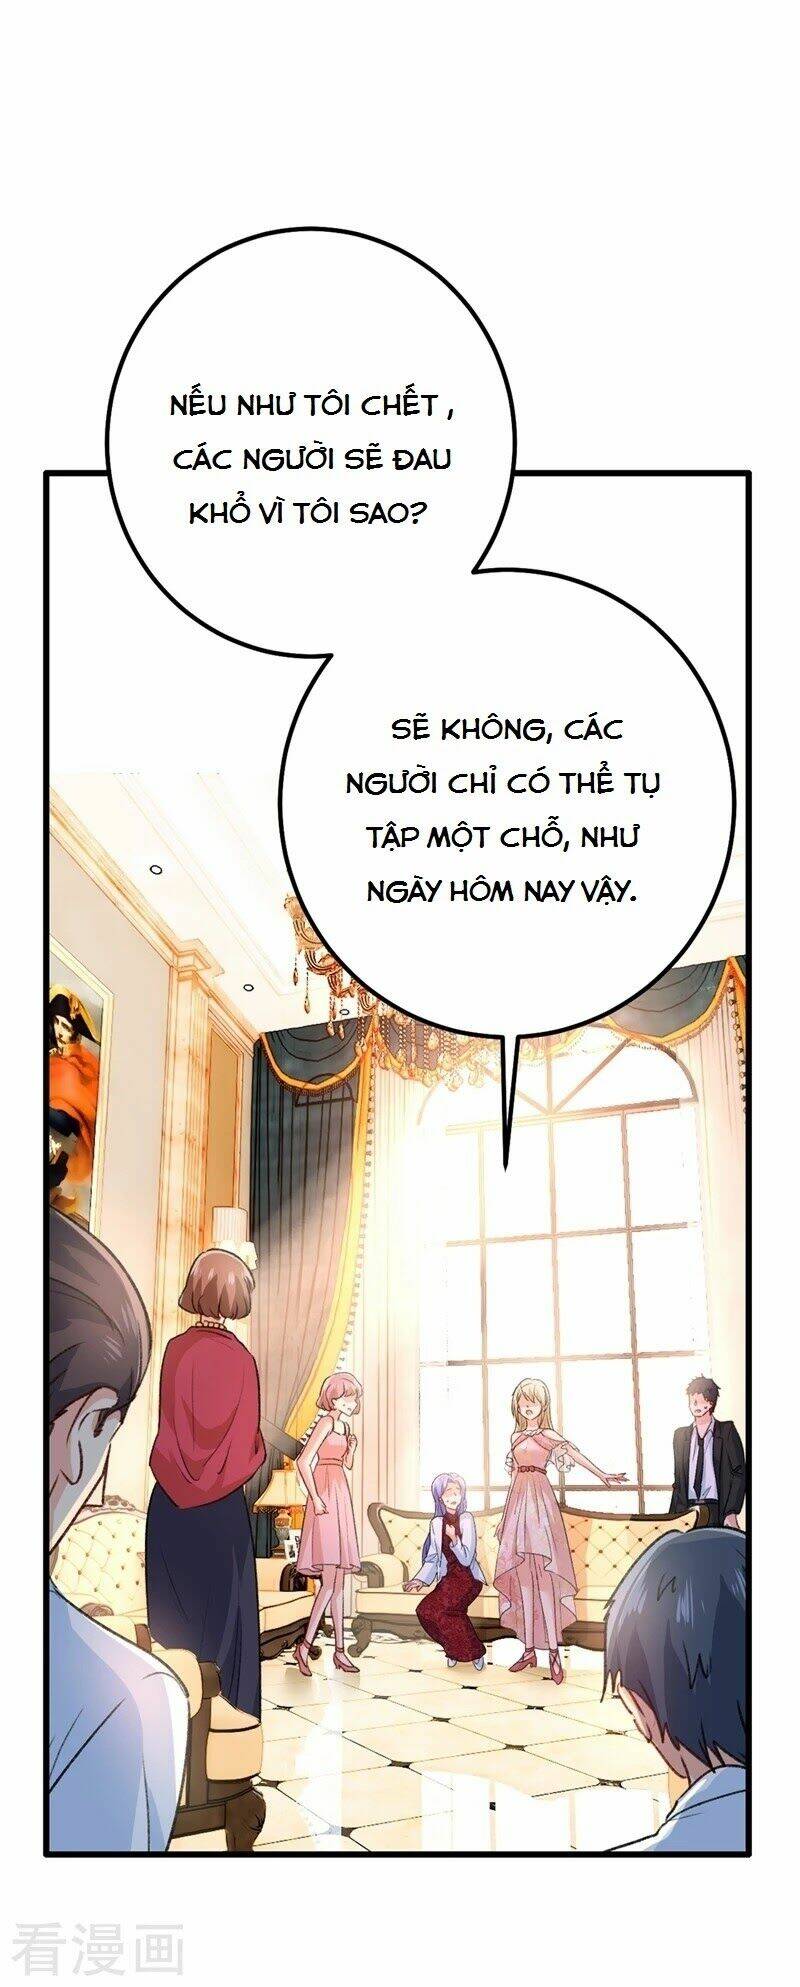 NẾU NHƯ TÔI CHẾT ,
CÁC NGƯỜI SẼ ĐAU
KHỔ VÌ TÔI SAO?
SẼ KHÔNG, CÁC
NGƯỜI CHỈ CÓ THỂ TỤ
TẬP MỘT CHỖ, NHƯ
NGÀY HÔM NAY VẬY.
看漫画